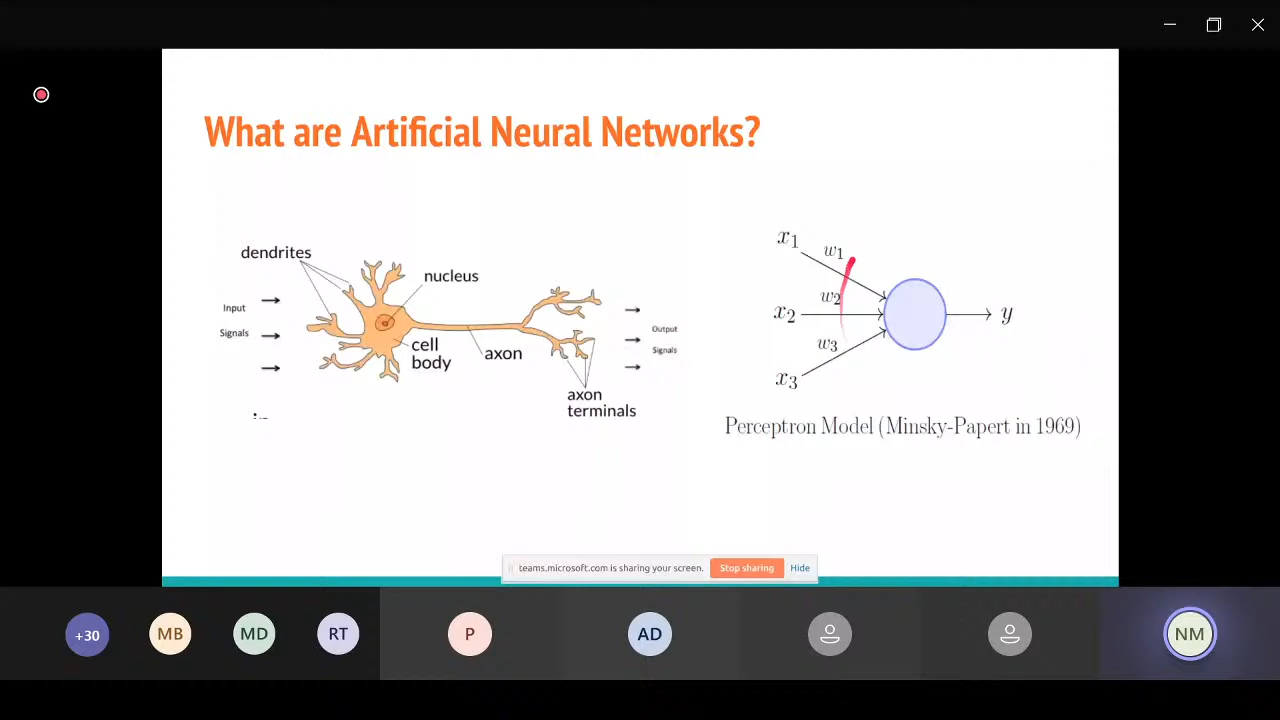 What are Artificial Neural Networks?
dendrites
nucleus
Input
Signals
cell
body
axon
axon
terminals
Output
Signals
x1
w1
x2
w2
x3
w3
y
Perceptron Model (Minsky-Papert in 1969)
teams.microsoft.com is sharing your screen. Stop sharing Hide
+30 MB MD RT P AD NM